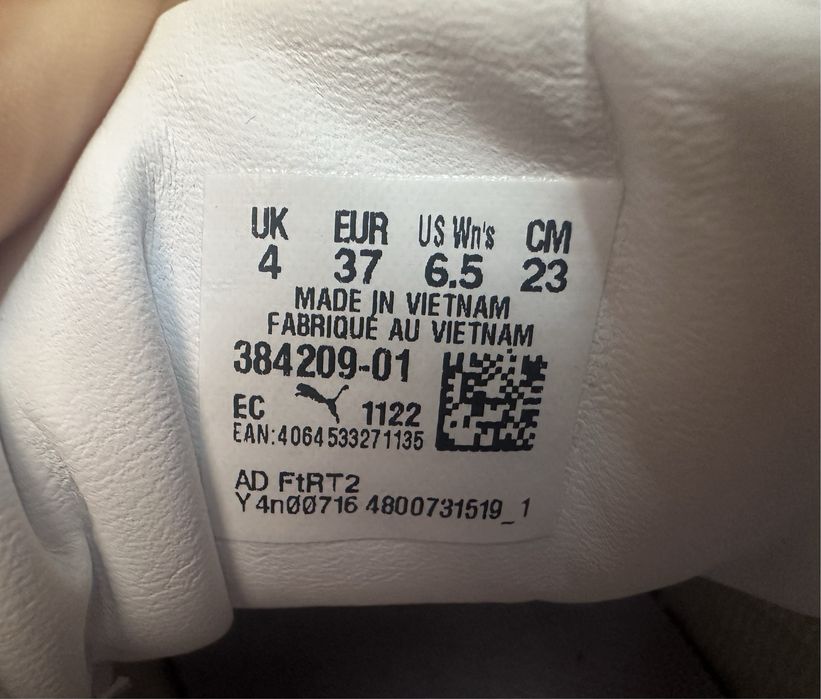 UK EUR US Wn's CM
4 37 6.5 23
MADE IN VIETNAM
FABRIQUE AU VIETNAM
384209-01
EC 1122
EAN:4064533271135
AD FtRT2
Y4n00716 4800731519_1